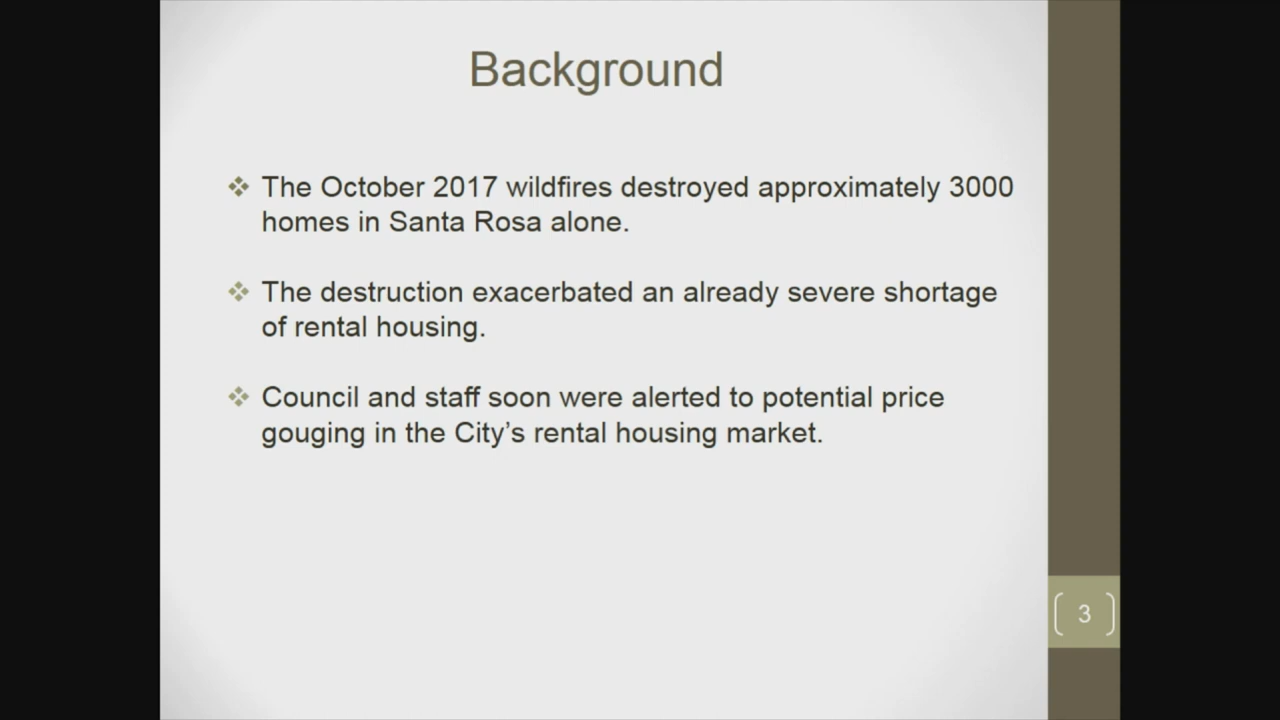 Background
The October 2017 wildfires destroyed approximately 3000
homes in Santa Rosa alone.
The destruction exacerbated an already severe shortage
of rental housing.
Council and staff soon were alerted to potential price
gouging in the City’s rental housing market.
3